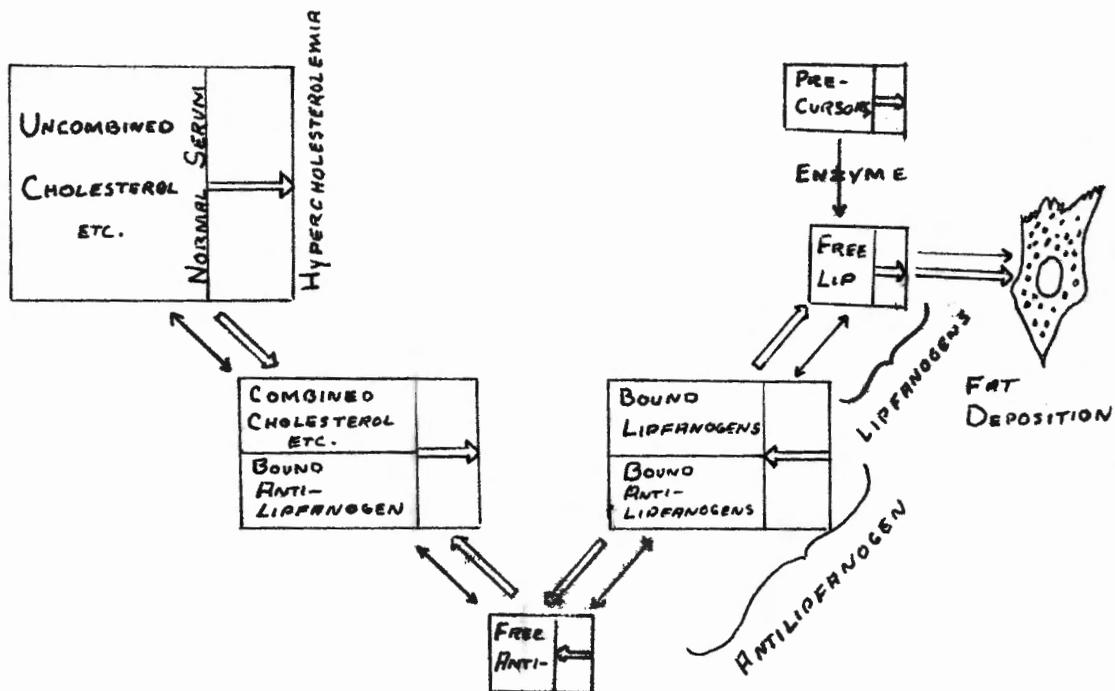 UNCOMBINED
CHOLESTEROL
ETC.
NORMAL SERUM
HYPERCHOLESTEROLEMIA
PRE-
CURSORS
ENZYME
FREE
LIP
LIPFANOGENS
FAT
DEPOSITION
COMBINED
CHOLESTEROL
ETC.
BOUND
ANTI-
LIPFANOGEN
BOUND
LIPFANOGENS
BOUND
ANTI-
LIPFANOGENS
ANTILIPFANOGEN
FREE
ANTI-